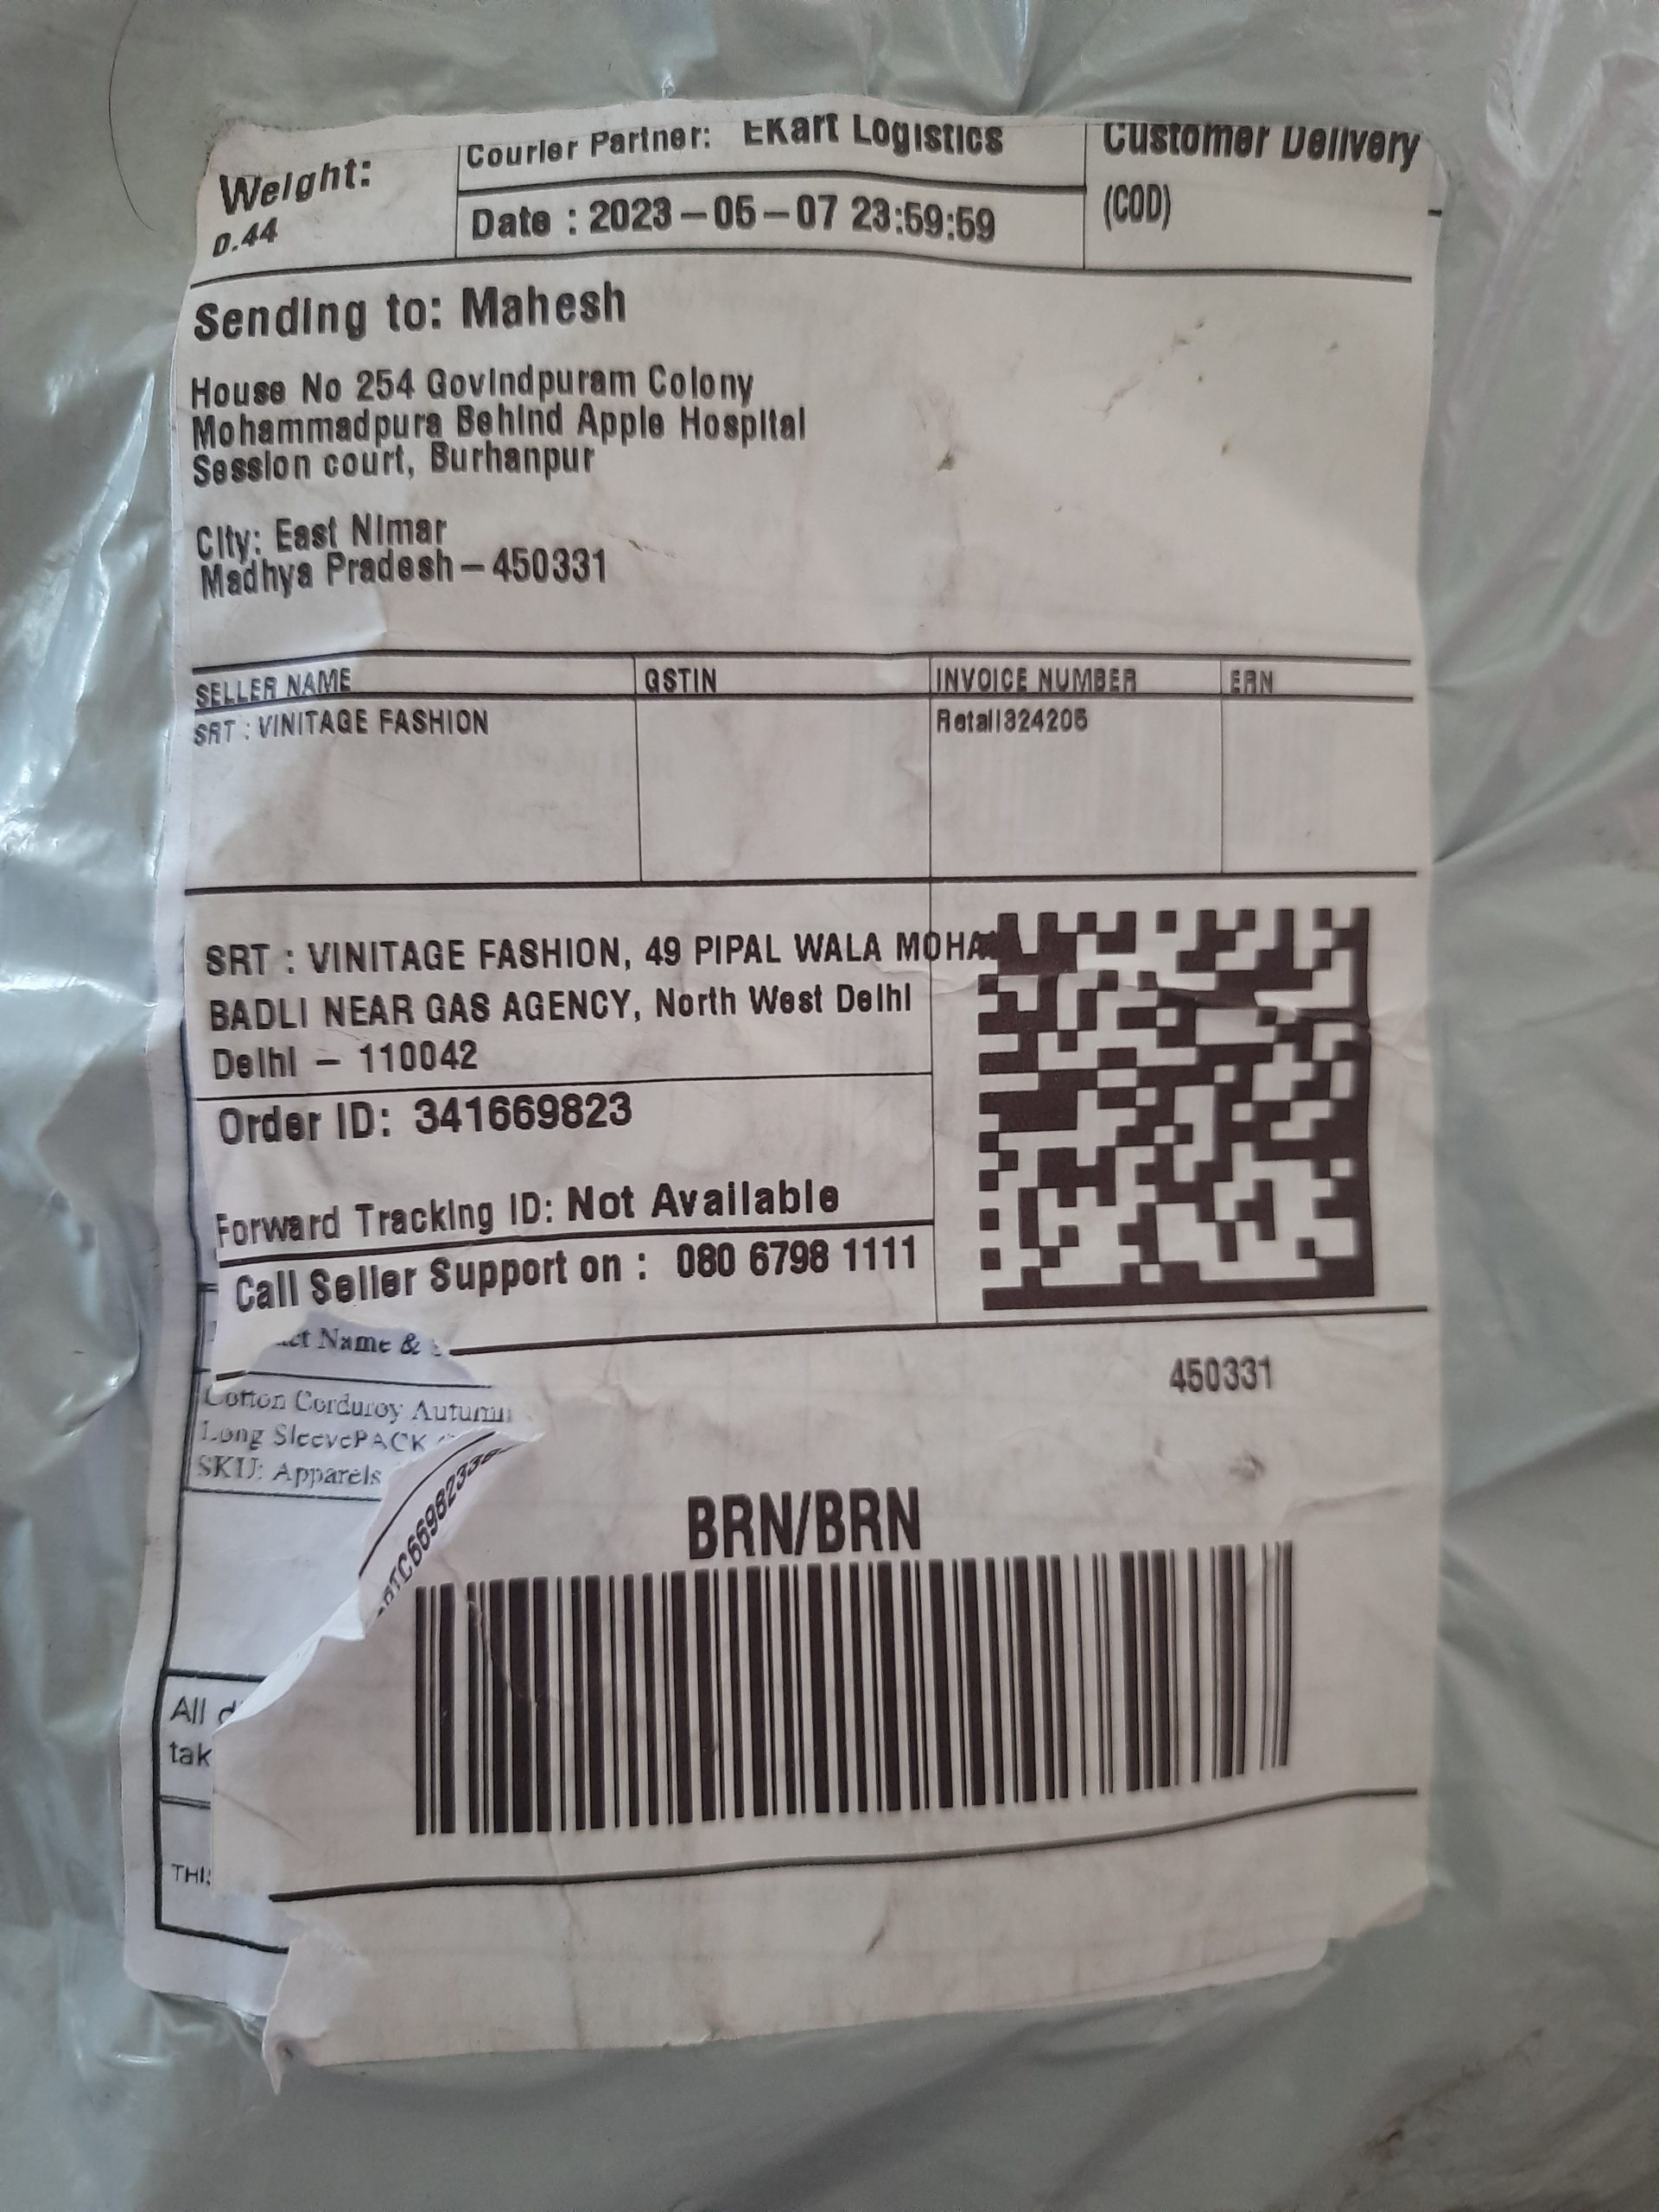 Weight:
0.44
Courier Partner: EKart Logistics
Date : 2023-05-07 23:59:59
Customer Delivery
(COD)
Sending to: Mahesh
House No 254 Govindpuram Colony
Mohammadpura Behind Apple Hospital
Session court, Burhanpur
City: East Nimar
Madhya Pradesh-450331
SELLER NAME GSTIN INVOICE NUMBER ERN
SRT : VINITAGE FASHION Retail324205
SRT : VINITAGE FASHION, 49 PIPAL WALA
BADLI NEAR GAS AGENCY, North West Delhi
Delhi - 110042
Order ID: 341669823
Forward Tracking ID: Not Available
Call Seller Support on : 080 6798 1111
Name &
450331
Cotton Corduroy
Long SleevePACK
SKU: Apparels
BRN/BRN
All